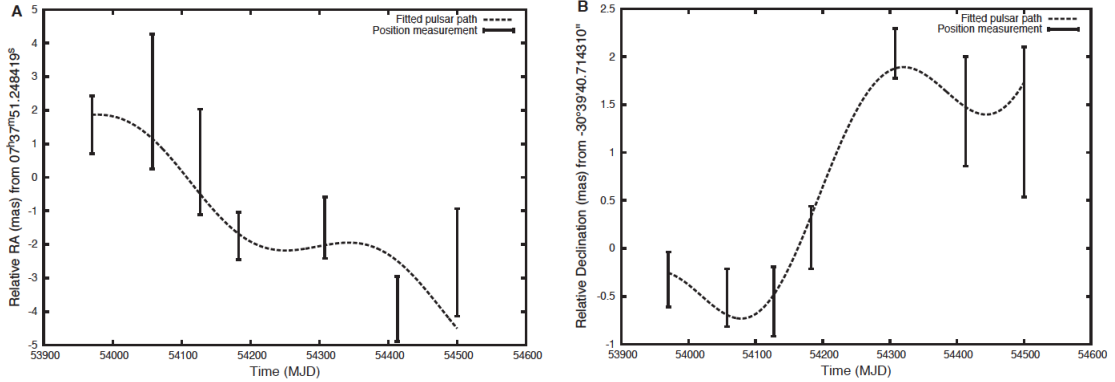 A
5
4
3
2
1
0
-1
-2
-3
-4
-5
53900 54000 54100 54200 54300 54400 54500 54600
Time (MJD)
Relative RA (mas) from 07ʰ37ᵐ51.248419ˢ
Fitted pulsar path
Position measurement
B
2.5
2
1.5
1
0.5
0
-0.5
-1
53900 54000 54100 54200 54300 54400 54500 54600
Time (MJD)
Relative Declination (mas) from -30°39'40.714310"
Fitted pulsar path
Position measurement